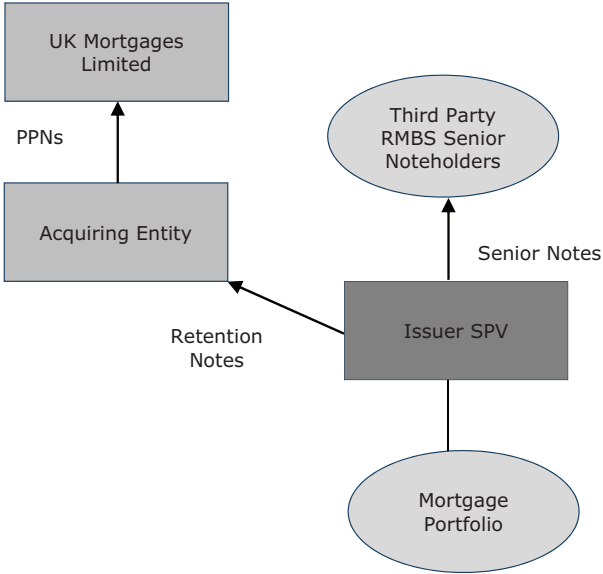 UK Mortgages
Limited
PPNs
Third Party
RMBS Senior
Noteholders
Acquiring Entity
Senior Notes
Retention
Notes
Issuer SPV
Mortgage
Portfolio